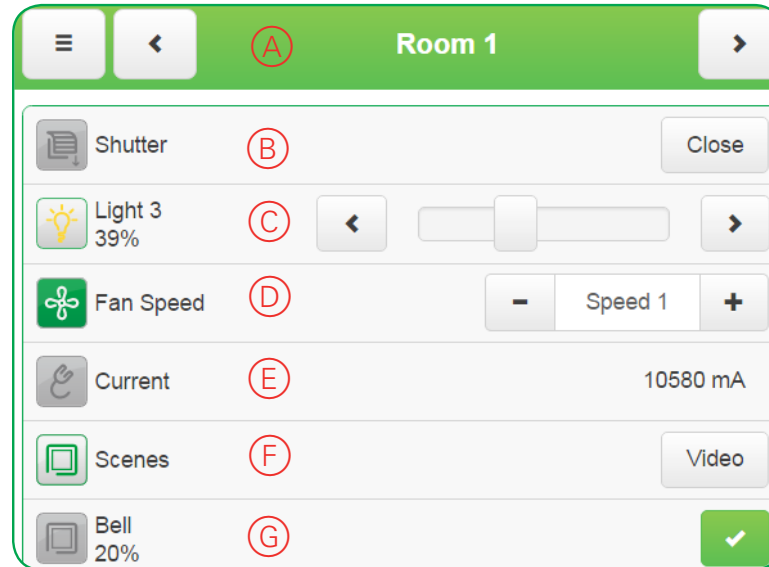 A Room 1
Shutter B Close
Light 3
39%
C
Fan Speed D - Speed 1 +
Current E 10580 mA
Scenes F Video
Bell
20%
G